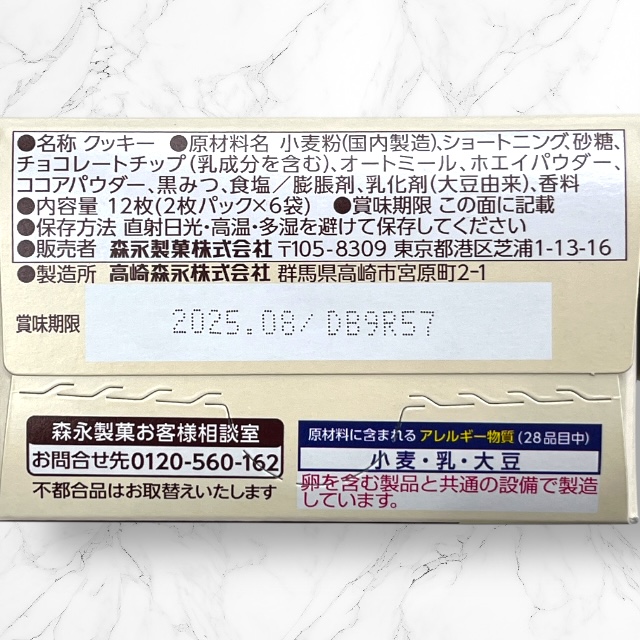 ●名称 クッキー ●原材料名 小麦粉(国内製造)、ショートニング、砂糖、
チョコレートチップ(乳成分を含む)、オートミール、ホエイパウダー、
ココアパウダー、黒みつ、食塩/膨脹剤、乳化剤(大豆由来)、香料
●内容量 12枚(2枚パック×6袋) ●賞味期限 この面に記載
●保存方法 直射日光・高温・多湿を避けて保存してください
●販売者 森永製菓株式会社 〒105-8309 東京都港区芝浦1-13-16
●製造所 高崎森永株式会社 群馬県高崎市宮原町2-1
賞味期限 2025.08/ DB9R57
森永製菓お客様相談室
お問合せ先0120-560-162
不都合品はお取替えいたします
原材料に含まれる アレルギー物質 (28品目中)
小麦・乳・大豆
卵を含む製品と共通の設備で製造
しています。